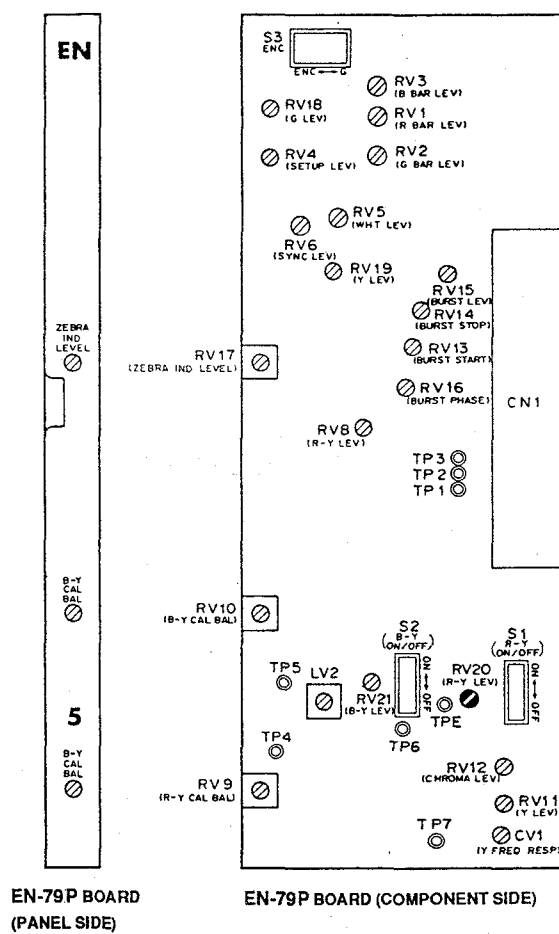 EN
ZEBRA
IND
LEVEL
B-Y
CAL
BAL
5
B-Y
CAL
BAL
EN-79P BOARD
(PANEL SIDE)
S3
ENC
ENC ↔ G
RV3
(B BAR LEV)
RV18
(G LEV)
RV1
(R BAR LEV)
RV4
(SETUP LEV)
RV2
(G BAR LEV)
RV5
(WHT LEV)
RV6
(SYNC LEV)
RV19
(Y LEV)
RV15
(BURST LEV)
RV14
(BURST STOP)
RV17
(ZEBRA IND LEVEL)
RV13
(BURST START)
RV16
(BURST PHASE)
CN1
RV8
(R-Y LEV)
TP3
TP2
TP1
RV10
(B-Y CAL BAL)
S2
(B-Y
ON/OFF)
ON ↔ OFF
S1
(R-Y
ON/OFF)
ON ↔ OFF
TP5
LV2
RV21
(B-Y LEV)
RV20
(R-Y LEV)
TPE
TP6
TP4
RV12
(CHROMA LEV)
RV9
(R-Y CAL BAL)
RV11
(Y LEV)
TP7
CV1
(Y FREQ RESP)
EN-79P BOARD (COMPONENT SIDE)